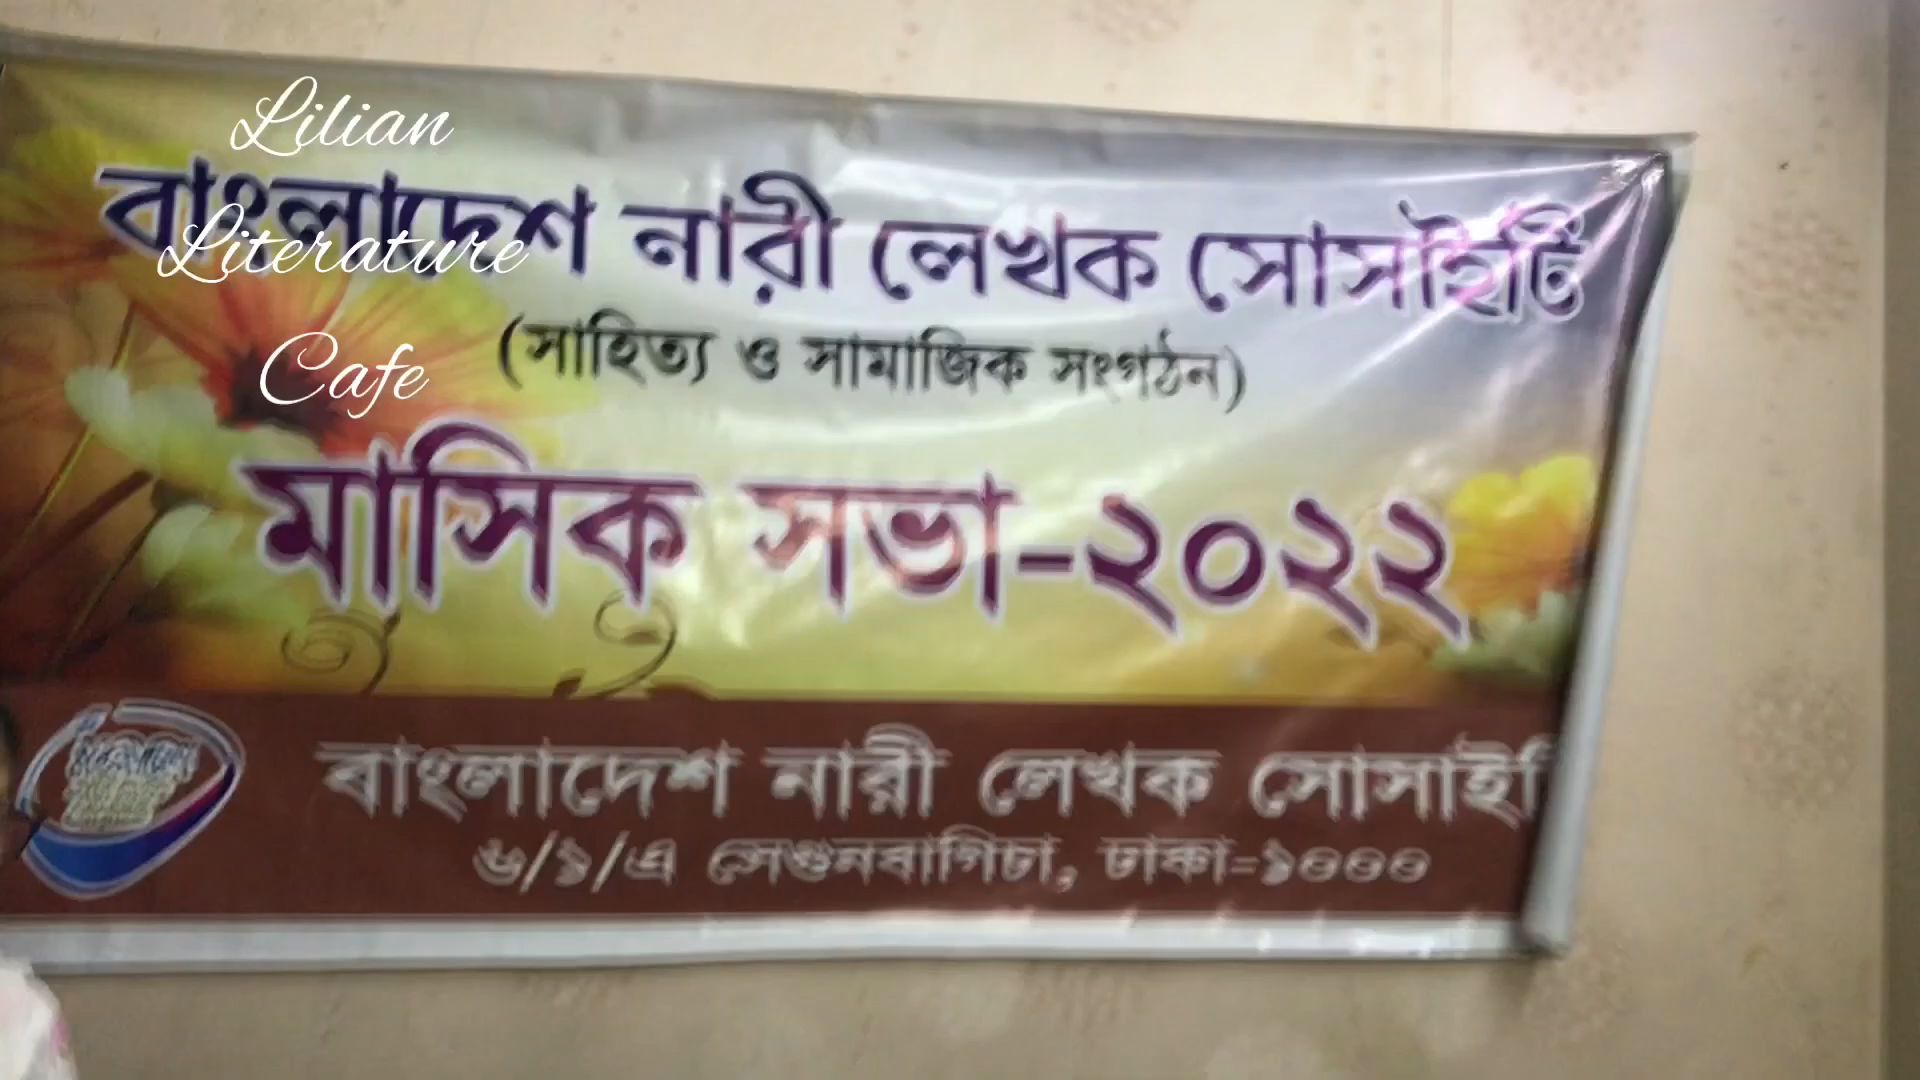 Lilian
বাংলাদেশ নারী লেখক সোসাইটি
Literature
(সাহিত্য ও সামাজিক সংগঠন)
Cafe
মাসিক সভা-২০২২
বাংলাদেশ নারী লেখক সোসাইটি
৬/১/এ সেগুনবাগিচা, ঢাকা-১০০০